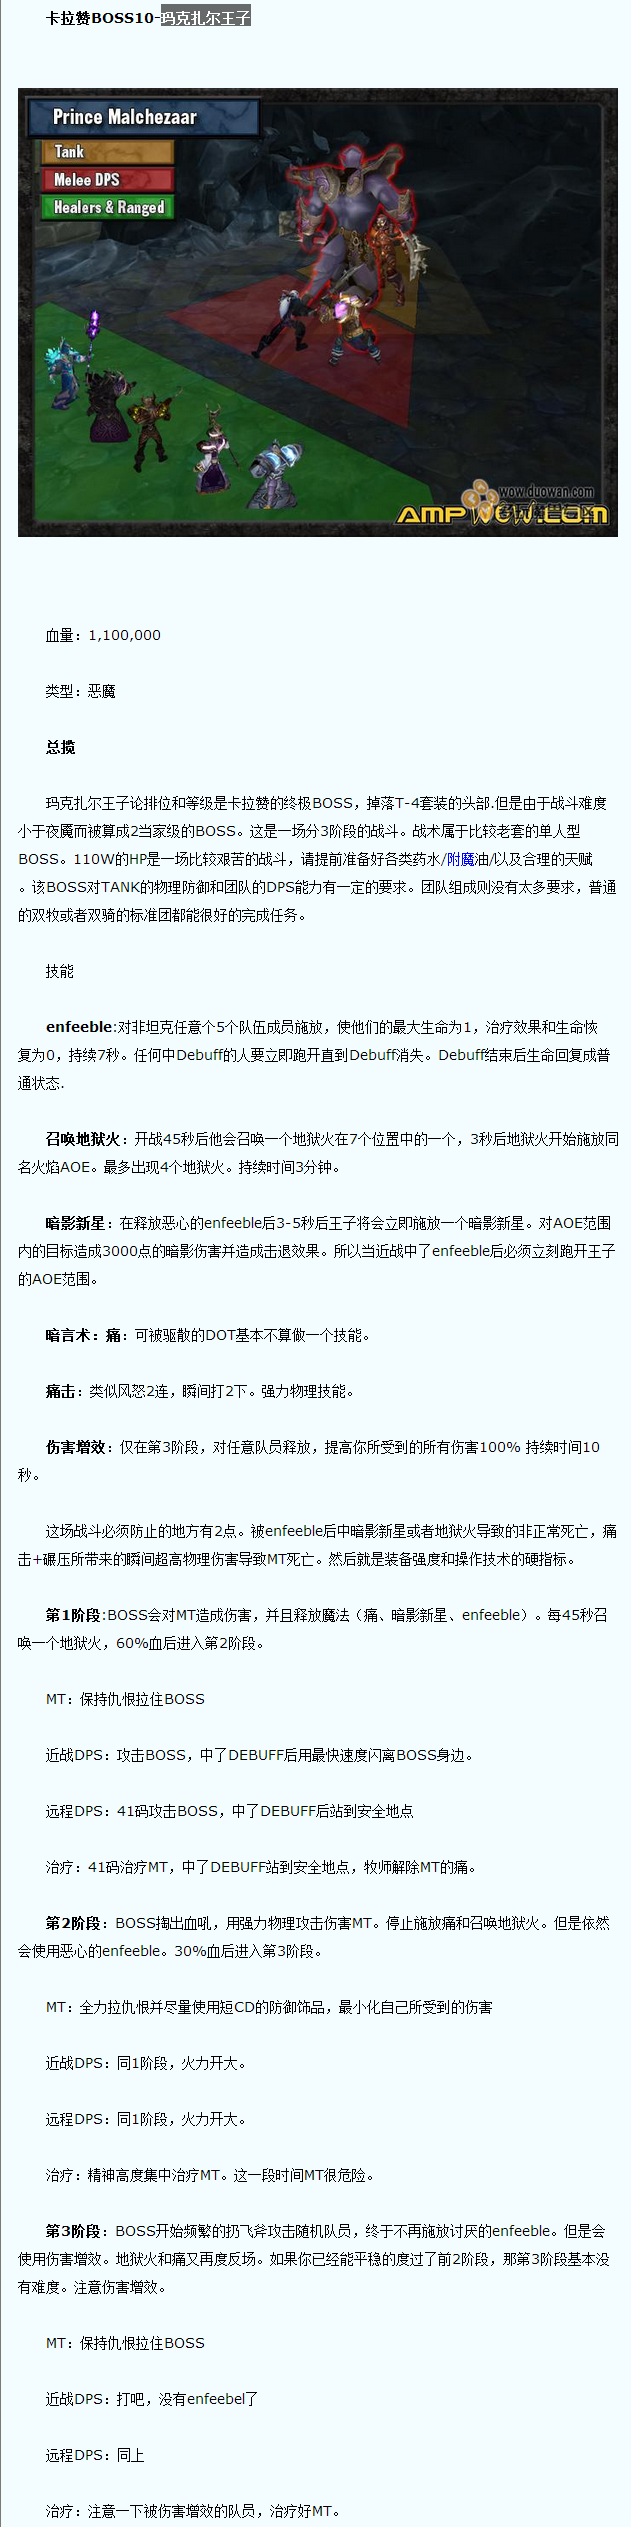 卡拉赞BOSS10-玛克扎尔王子
Prince Malchezaar
Tank
Melee DPS
Healers & Ranged
wow.duowan.com
AMPWOW.COM
血量：1,100,000
类型：恶魔
总揽
玛克扎尔王子论排位和等级是卡拉赞的终极BOSS，掉落T-4套装的头部.但是由于战斗难度
小于夜魇而被算成2当家级的BOSS。这是一场分3阶段的战斗。战术属于比较老套的单人型
BOSS。110W的HP是一场比较艰苦的战斗，请提前准备好各类药水/附魔油/以及合理的天赋
。该BOSS对TANK的物理防御和团队的DPS能力有一定的要求。团队组成则没有太多要求，普通
的双牧或者双骑的标准团都能很好的完成任务。
技能
enfeeble:对非坦克任意个5个队伍成员施放，使他们的最大生命为1，治疗效果和生命恢
复为0，持续7秒。任何中Debuff的人要立即跑开直到Debuff消失。Debuff结束后生命回复成普
通状态.
召唤地狱火：开战45秒后他会召唤一个地狱火在7个位置中的一个，3秒后地狱火开始施放同
名火焰AOE。最多出现4个地狱火。持续时间3分钟。
暗影新星：在释放恶心的enfeeble后3-5秒后王子将会立即施放一个暗影新星。对AOE范围
内的目标造成3000点的暗影伤害并造成击退效果。所以当近战中了enfeeble后必须立刻跑开王子
的AOE范围。
暗言术：痛：可被驱散的DOT基本不算做一个技能。
痛击：类似风怒2连，瞬间打2下。强力物理技能。
伤害增效：仅在第3阶段，对任意队员释放，提高你所受到的所有伤害100% 持续时间10
秒。
这场战斗必须防止的地方有2点。被enfeeble后中暗影新星或者地狱火导致的非正常死亡，痛
击+碾压所带来的瞬间超高物理伤害导致MT死亡。然后就是装备强度和操作技术的硬指标。
第1阶段:BOSS会对MT造成伤害，并且释放魔法（痛、暗影新星、enfeeble）。每45秒召
唤一个地狱火，60%血后进入第2阶段。
MT：保持仇恨拉住BOSS
近战DPS：攻击BOSS，中了DEBUFF后用最快速度闪离BOSS身边。
远程DPS：41码攻击BOSS，中了DEBUFF后站到安全地点
治疗：41码治疗MT，中了DEBUFF站到安全地点，牧师解除MT的痛。
第2阶段：BOSS掏出血吼，用强力物理攻击伤害MT。停止施放痛和召唤地狱火。但是依然
会使用恶心的enfeeble。30%血后进入第3阶段。
MT：全力拉仇恨并尽量使用短CD的防御饰品，最小化自己所受到的伤害
近战DPS：同1阶段，火力开大。
远程DPS：同1阶段，火力开大。
治疗：精神高度集中治疗MT。这一段时间MT很危险。
第3阶段：BOSS开始频繁的扔飞斧攻击随机队员，终于不再施放讨厌的enfeeble。但是会
使用伤害增效。地狱火和痛又再度反场。如果你已经能平稳的度过了前2阶段，那第3阶段基本没
有难度。注意伤害增效。
MT：保持仇恨拉住BOSS
近战DPS：打吧，没有enfeebel了
远程DPS：同上
治疗：注意一下被伤害增效的队员，治疗好MT。